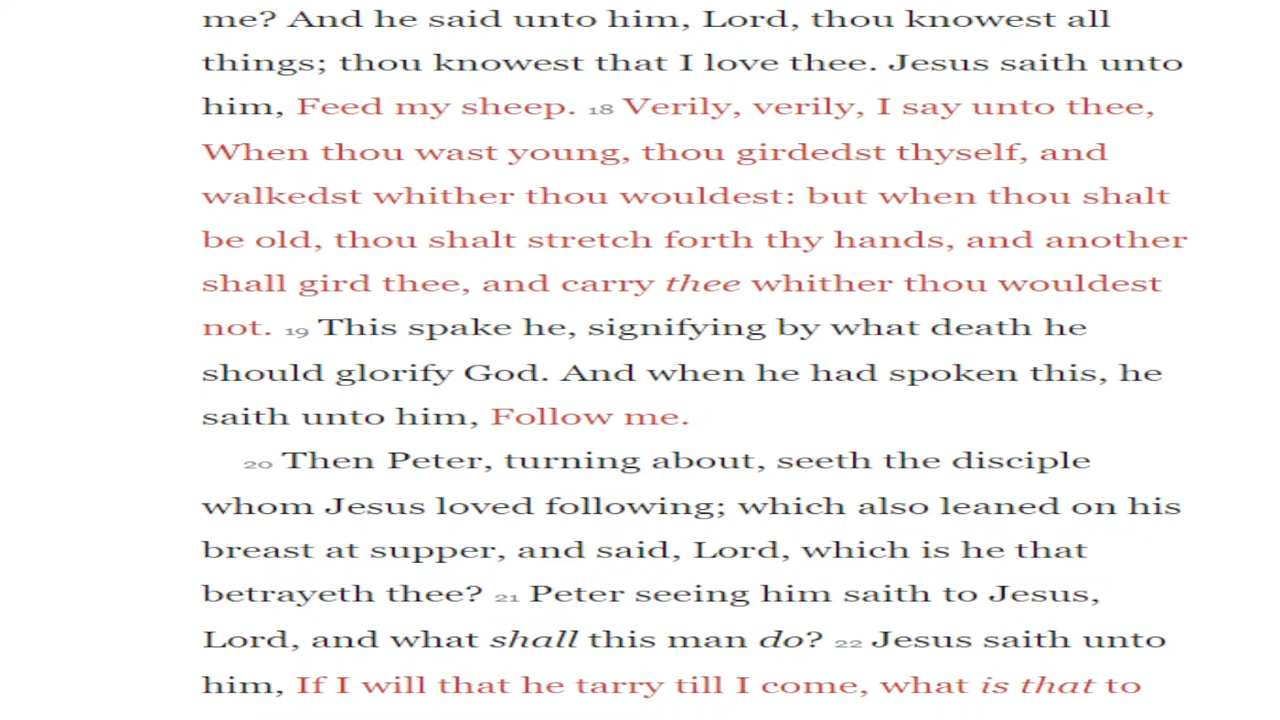 me? And he said unto him, Lord, thou knowest all
things; thou knowest that I love thee. Jesus saith unto
him, Feed my sheep. 18 Verily, verily, I say unto thee,
When thou wast young, thou girdedst thyself, and
walkedst whither thou wouldest: but when thou shalt
be old, thou shalt stretch forth thy hands, and another
shall gird thee, and carry thee whither thou wouldest
not. 19 This spake he, signifying by what death he
should glorify God. And when he had spoken this, he
saith unto him, Follow me.
20 Then Peter, turning about, seeth the disciple
whom Jesus loved following; which also leaned on his
breast at supper, and said, Lord, which is he that
betrayeth thee? 21 Peter seeing him saith to Jesus,
Lord, and what shall this man do? 22 Jesus saith unto
him, If I will that he tarry till I come, what is that to